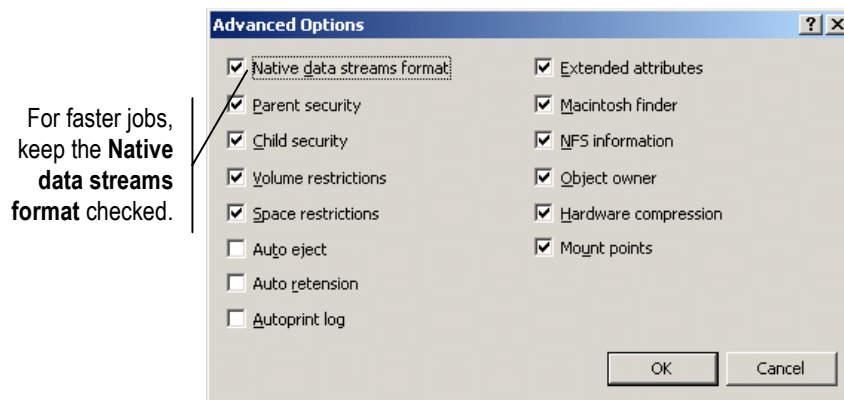 Advanced Options
For faster jobs,
keep the Native
data streams
format checked.
Native data streams format
Parent security
Child security
Volume restrictions
Space restrictions
Auto eject
Auto retension
Autoprint log
Extended attributes
Macintosh finder
NFS information
Object owner
Hardware compression
Mount points
OK
Cancel